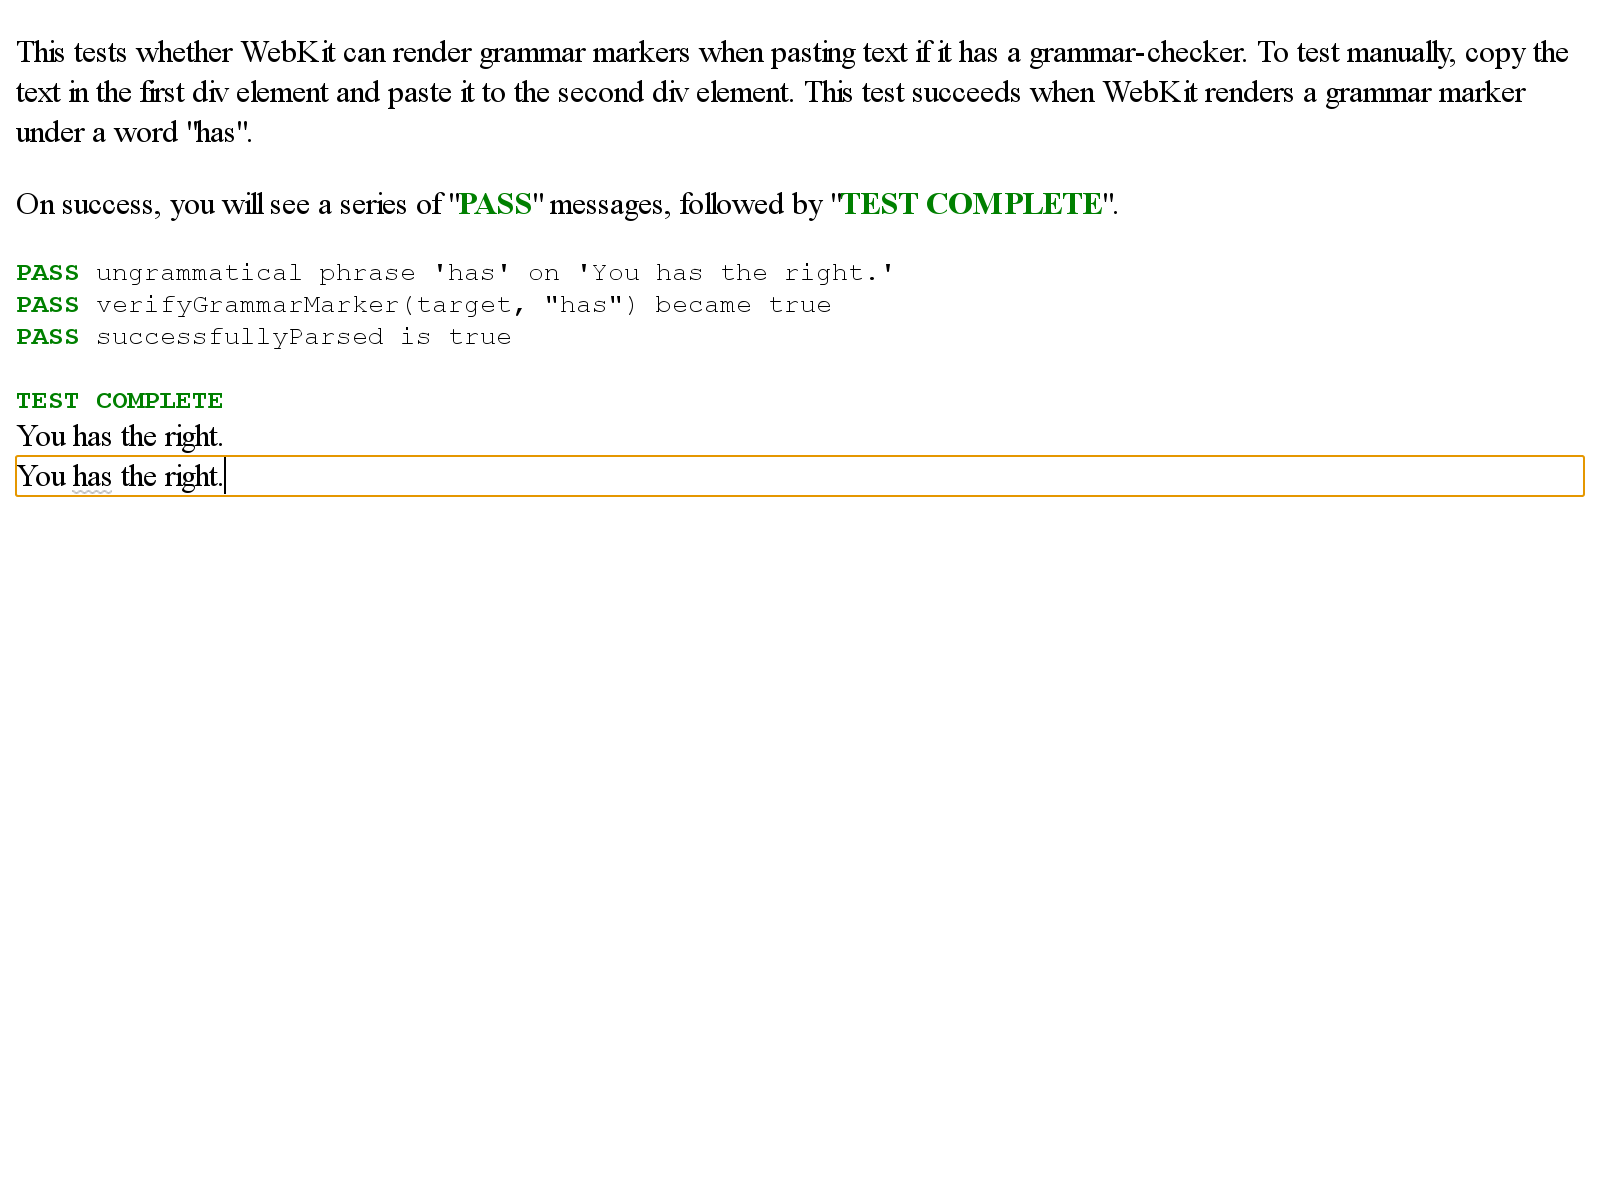 This tests whether WebKit can render grammar markers when pasting text if it has a grammar-checker. To test manually, copy the
text in the first div element and paste it to the second div element. This test succeeds when WebKit renders a grammar marker
under a word "has".
On success, you will see a series of "PASS" messages, followed by "TEST COMPLETE".
PASS ungrammatical phrase 'has' on 'You has the right.'
PASS verifyGrammarMarker(target, "has") became true
PASS successfullyParsed is true
TEST COMPLETE
You has the right.
You has the right.